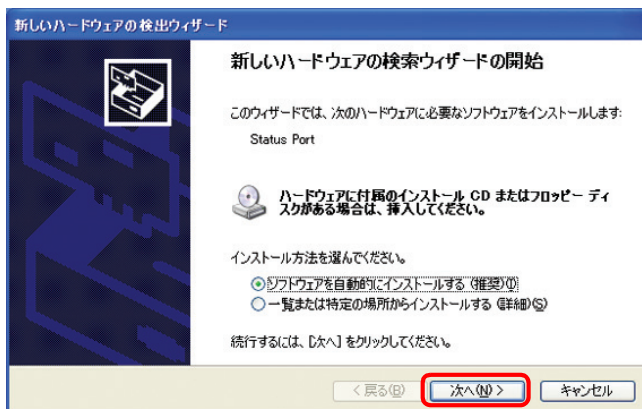 新しいハードウェアの検出ウィザード
新しいハードウェアの検索ウィザードの開始
このウィザードでは、次のハードウェアに必要なソフトウェアをインストールします:
Status Port
ハードウェアに付属のインストール CD またはフロッピー ディ
スクがある場合は、挿入してください。
インストール方法を選んでください。
ソフトウェアを自動的にインストールする (推奨)(I)
一覧または特定の場所からインストールする (詳細)(S)
続行するには、[次へ] をクリックしてください。
< 戻る(B)
次へ(N) >
キャンセル